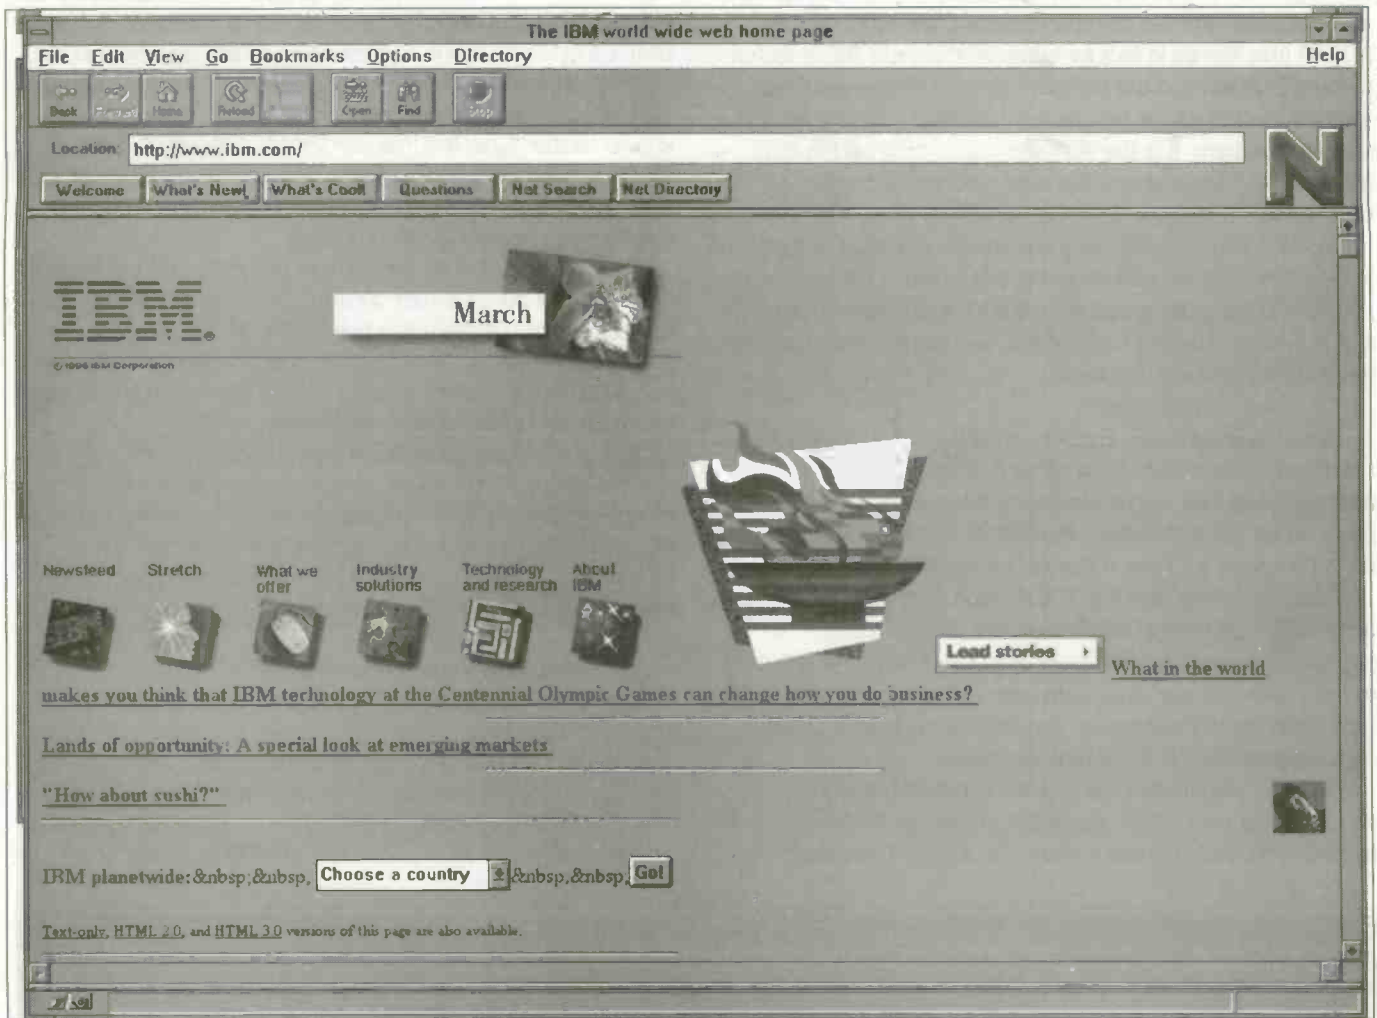 The IBM world wide web home page
File Edit View Go Bookmarks Options Directory Help
Back Forward Home Reload Open Find Stop
Location: http://www.ibm.com/
Welcome What's New! What's Cool! Questions Net Search Net Directory
IBM®
March
© 1996 IBM Corporation
Newsfeed Stretch What we offer Industry solutions Technology and research About IBM
Lead stories What in the world
makes you think that IBM technology at the Centennial Olympic Games can change how you do business?
Lands of opportunity: A special look at emerging markets
"How about sushi?"
IBM planetwide:&nbsp;&nbsp, Choose a country &nbsp,&nbsp, Go!
Text-only, HTML 2.0, and HTML 3.0 versions of this page are also available.
N